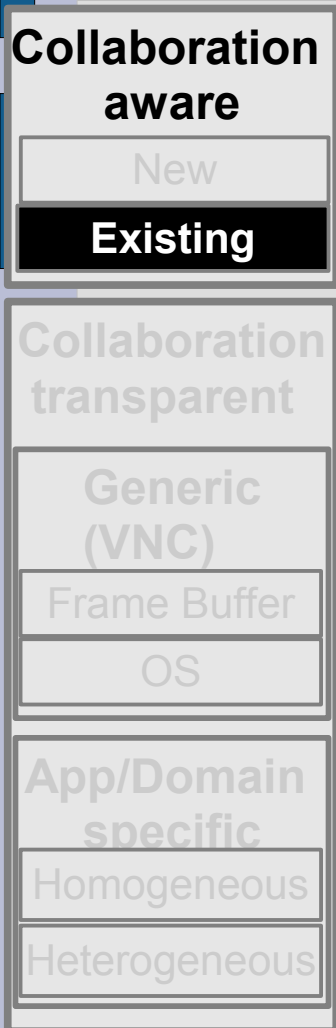 Collaboration
aware
New
Existing
Collaboration
transparent
Generic
(VNC)
Frame Buffer
OS
App/Domain
specific
Homogeneous
Heterogeneous